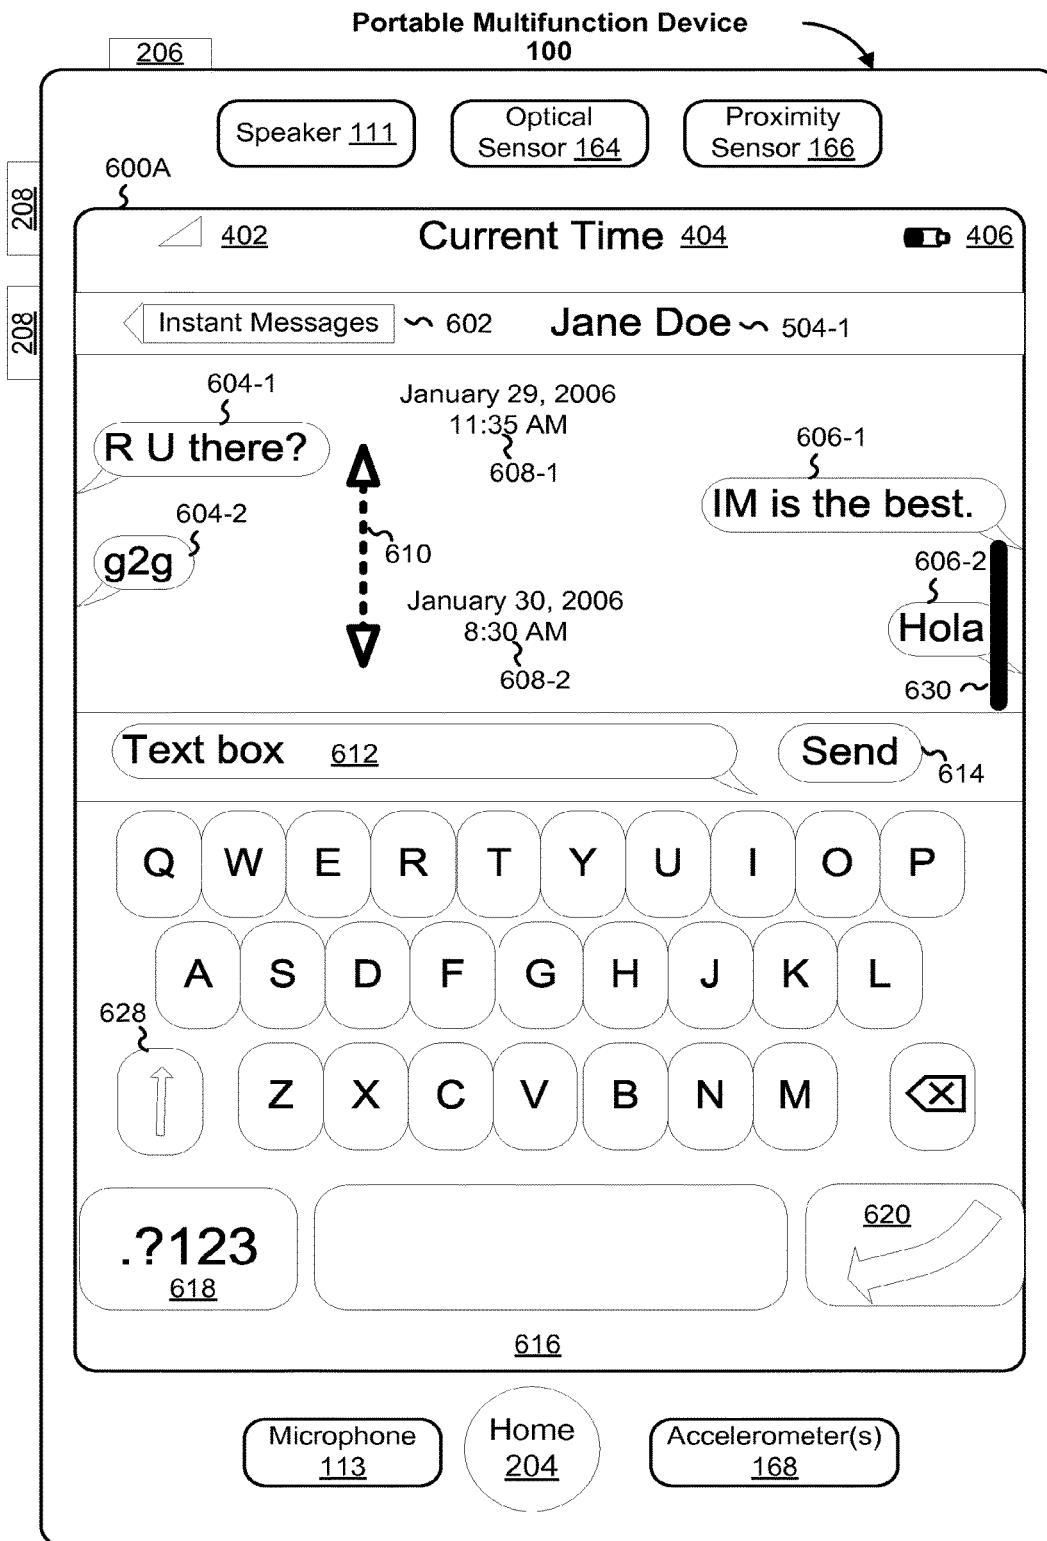 Portable Multifunction Device
100
206
Speaker 111
Optical
Sensor 164
Proximity
Sensor 166
208
600A
402
Current Time 404
406
208
Instant Messages
602
Jane Doe
504-1
604-1
R U there?
January 29, 2006
11:35 AM
608-1
606-1
IM is the best.
604-2
g2g
610
606-2
Hola
January 30, 2006
8:30 AM
608-2
630
Text box 612
Send
614
Q W E R T Y U I O P
A S D F G H J K L
628
Z X C V B N M
.?123
618
620
616
Microphone
113
Home
204
Accelerometer(s)
168